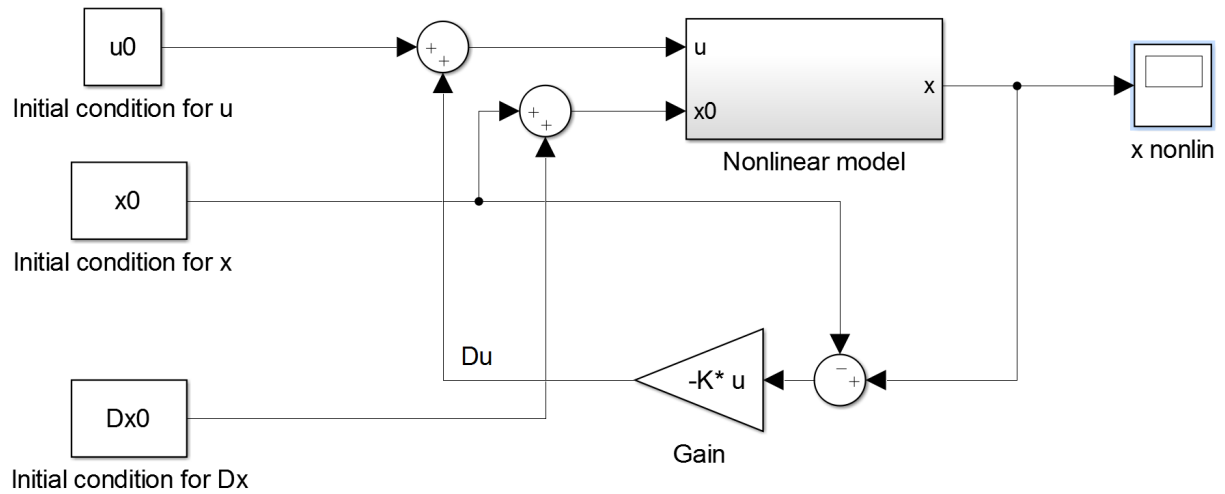 u0
Initial condition for u
+
+
u
x0
x
Nonlinear model
x nonlin
+
+
x0
Initial condition for x
Du
-K* u
Gain
−
+
Dx0
Initial condition for Dx